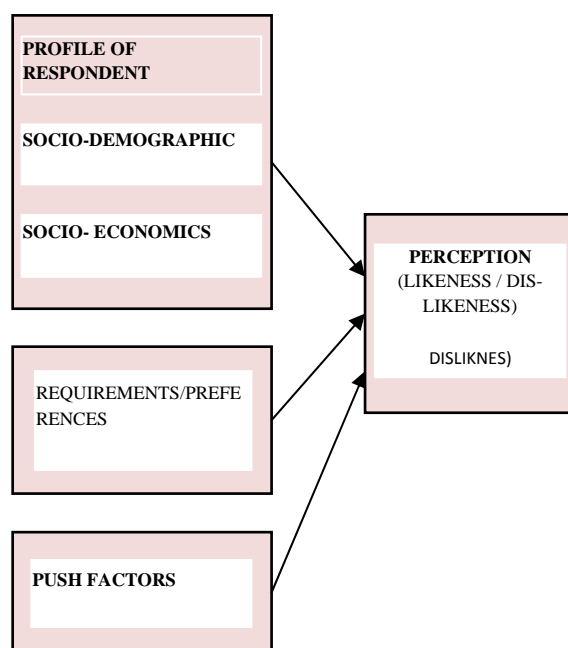 PROFILE OF
RESPONDENT
SOCIO-DEMOGRAPHIC
SOCIO- ECONOMICS
PERCEPTION
(LIKENESS / DIS-
LIKENESS)
DISLIKNES)
REQUIREMENTS/PREFE
RENCES
PUSH FACTORS